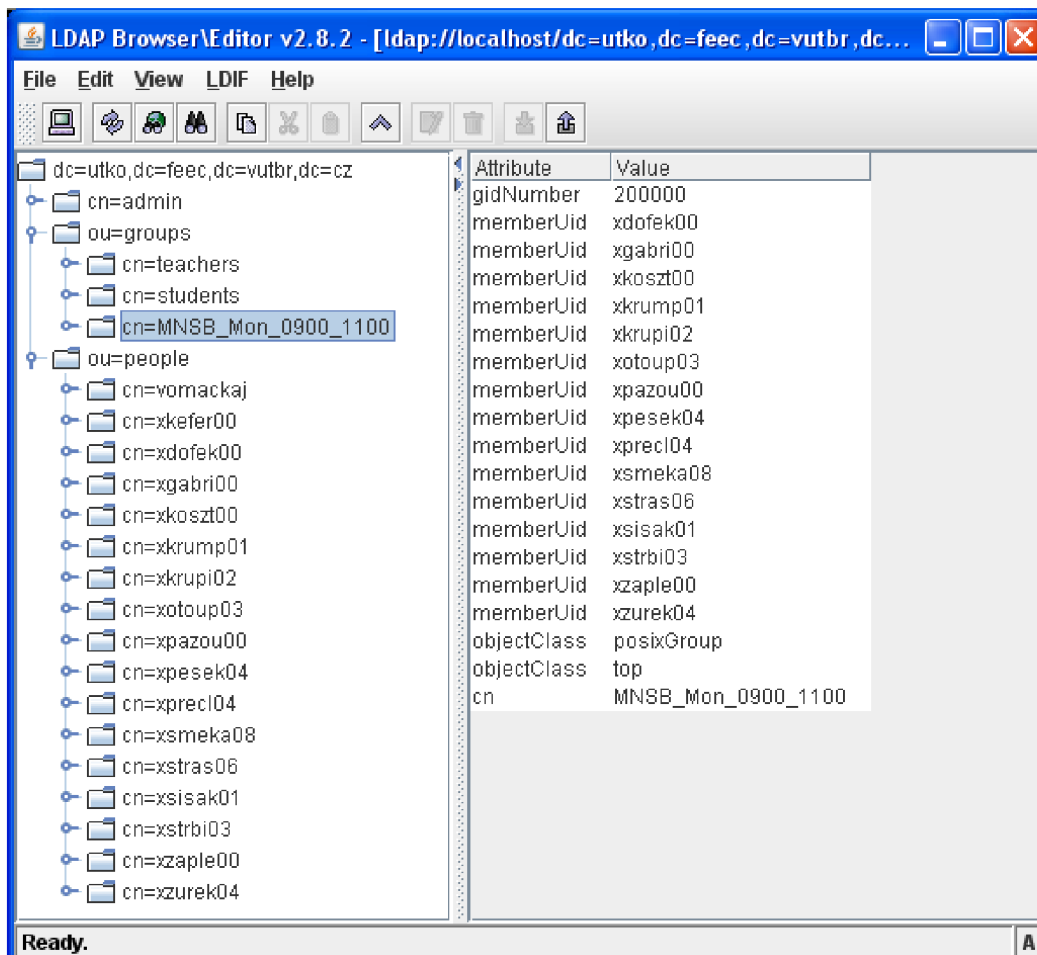 LDAP Browser\Editor v2.8.2 - [ldap://localhost/dc=utko,dc=feec,dc=vutbr,dc...
File Edit View LDIF Help
dc=utko,dc=feec,dc=vutbr,dc=cz
cn=admin
ou=groups
cn=teachers
cn=students
cn=MNSB_Mon_0900_1100
ou=people
cn=vomackaj
cn=xkefer00
cn=xdofek00
cn=xgabri00
cn=xkoszt00
cn=xkrump01
cn=xkrupi02
cn=xotoup03
cn=xpazou00
cn=xpesek04
cn=xprecl04
cn=xsmeka08
cn=xstras06
cn=xsisak01
cn=xstrbi03
cn=xzaple00
cn=xzurek04
Attribute Value
gidNumber 200000
memberUid xdofek00
memberUid xgabri00
memberUid xkoszt00
memberUid xkrump01
memberUid xkrupi02
memberUid xotoup03
memberUid xpazou00
memberUid xpesek04
memberUid xprecl04
memberUid xsmeka08
memberUid xstras06
memberUid xsisak01
memberUid xstrbi03
memberUid xzaple00
memberUid xzurek04
objectClass posixGroup
objectClass top
cn MNSB_Mon_0900_1100
Ready. A